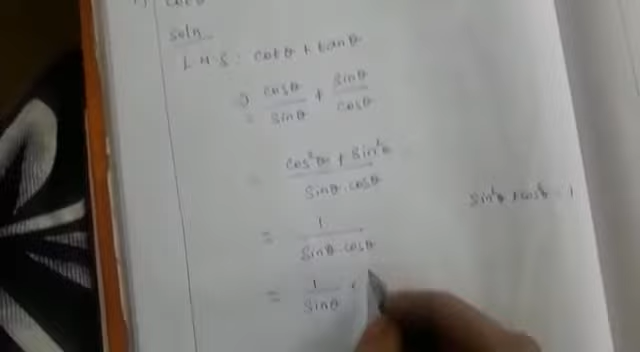 Soln.
L.H.S: cotθ + tanθ
= cosθ/sinθ + sinθ/cosθ
= cos²θ + sin²θ / sinθ.cosθ
sin²θ + cos²θ = 1
= 1 / sinθ.cosθ
= 1/sinθ .